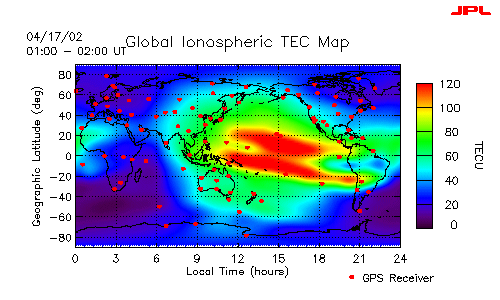 JPL
04/17/02
01:00 - 02:00 UT
Global Ionospheric TEC Map
Geographic Latitude (deg)
80
60
40
20
0
-20
-40
-60
-80
0 3 6 9 12 15 18 21 24
Local Time (hours)
120
100
80
60
40
20
0
TECU
GPS Receiver